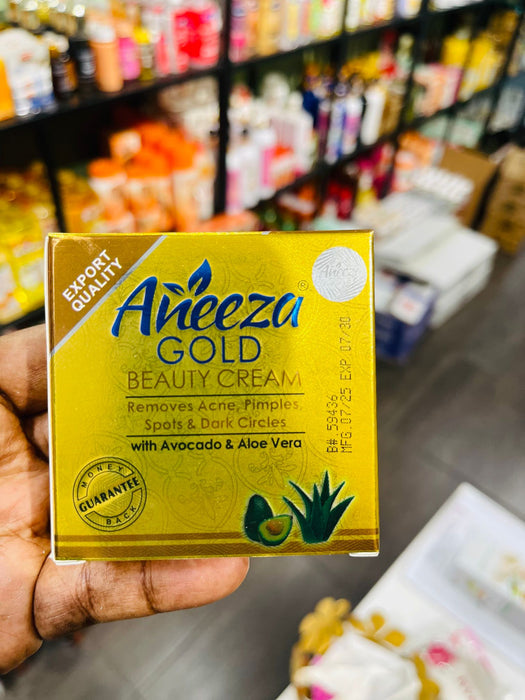 EXPORT
QUALITY
Aneeza®
GOLD
BEAUTY CREAM
Removes Acne, Pimples
Spots & Dark Circles
with Avocado & Aloe Vera
MONEY
GUARANTEE
BACK
Aneeza
B# 59436
MFG.07/25 EXP 07/30